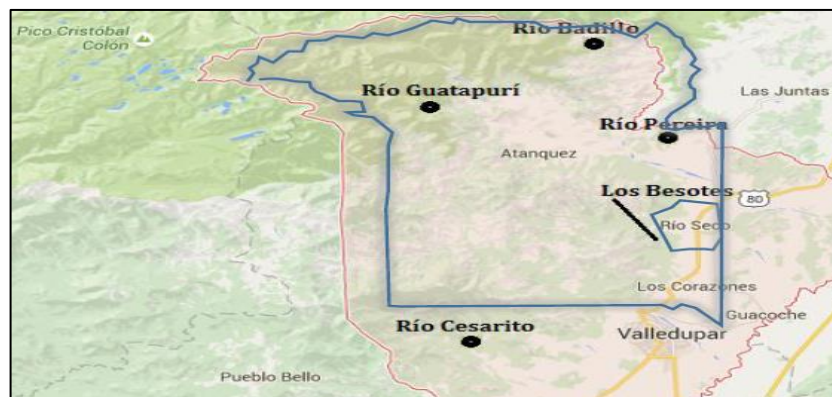 Pico Cristóbal
Colón
Río Badillo
Río Guatapurí
Las Juntas
Río Pereira
Atanquez
Los Besotes
80
Río Seco
Los Corazones
Guacoche
Río Cesarito
Valledupar
Pueblo Bello